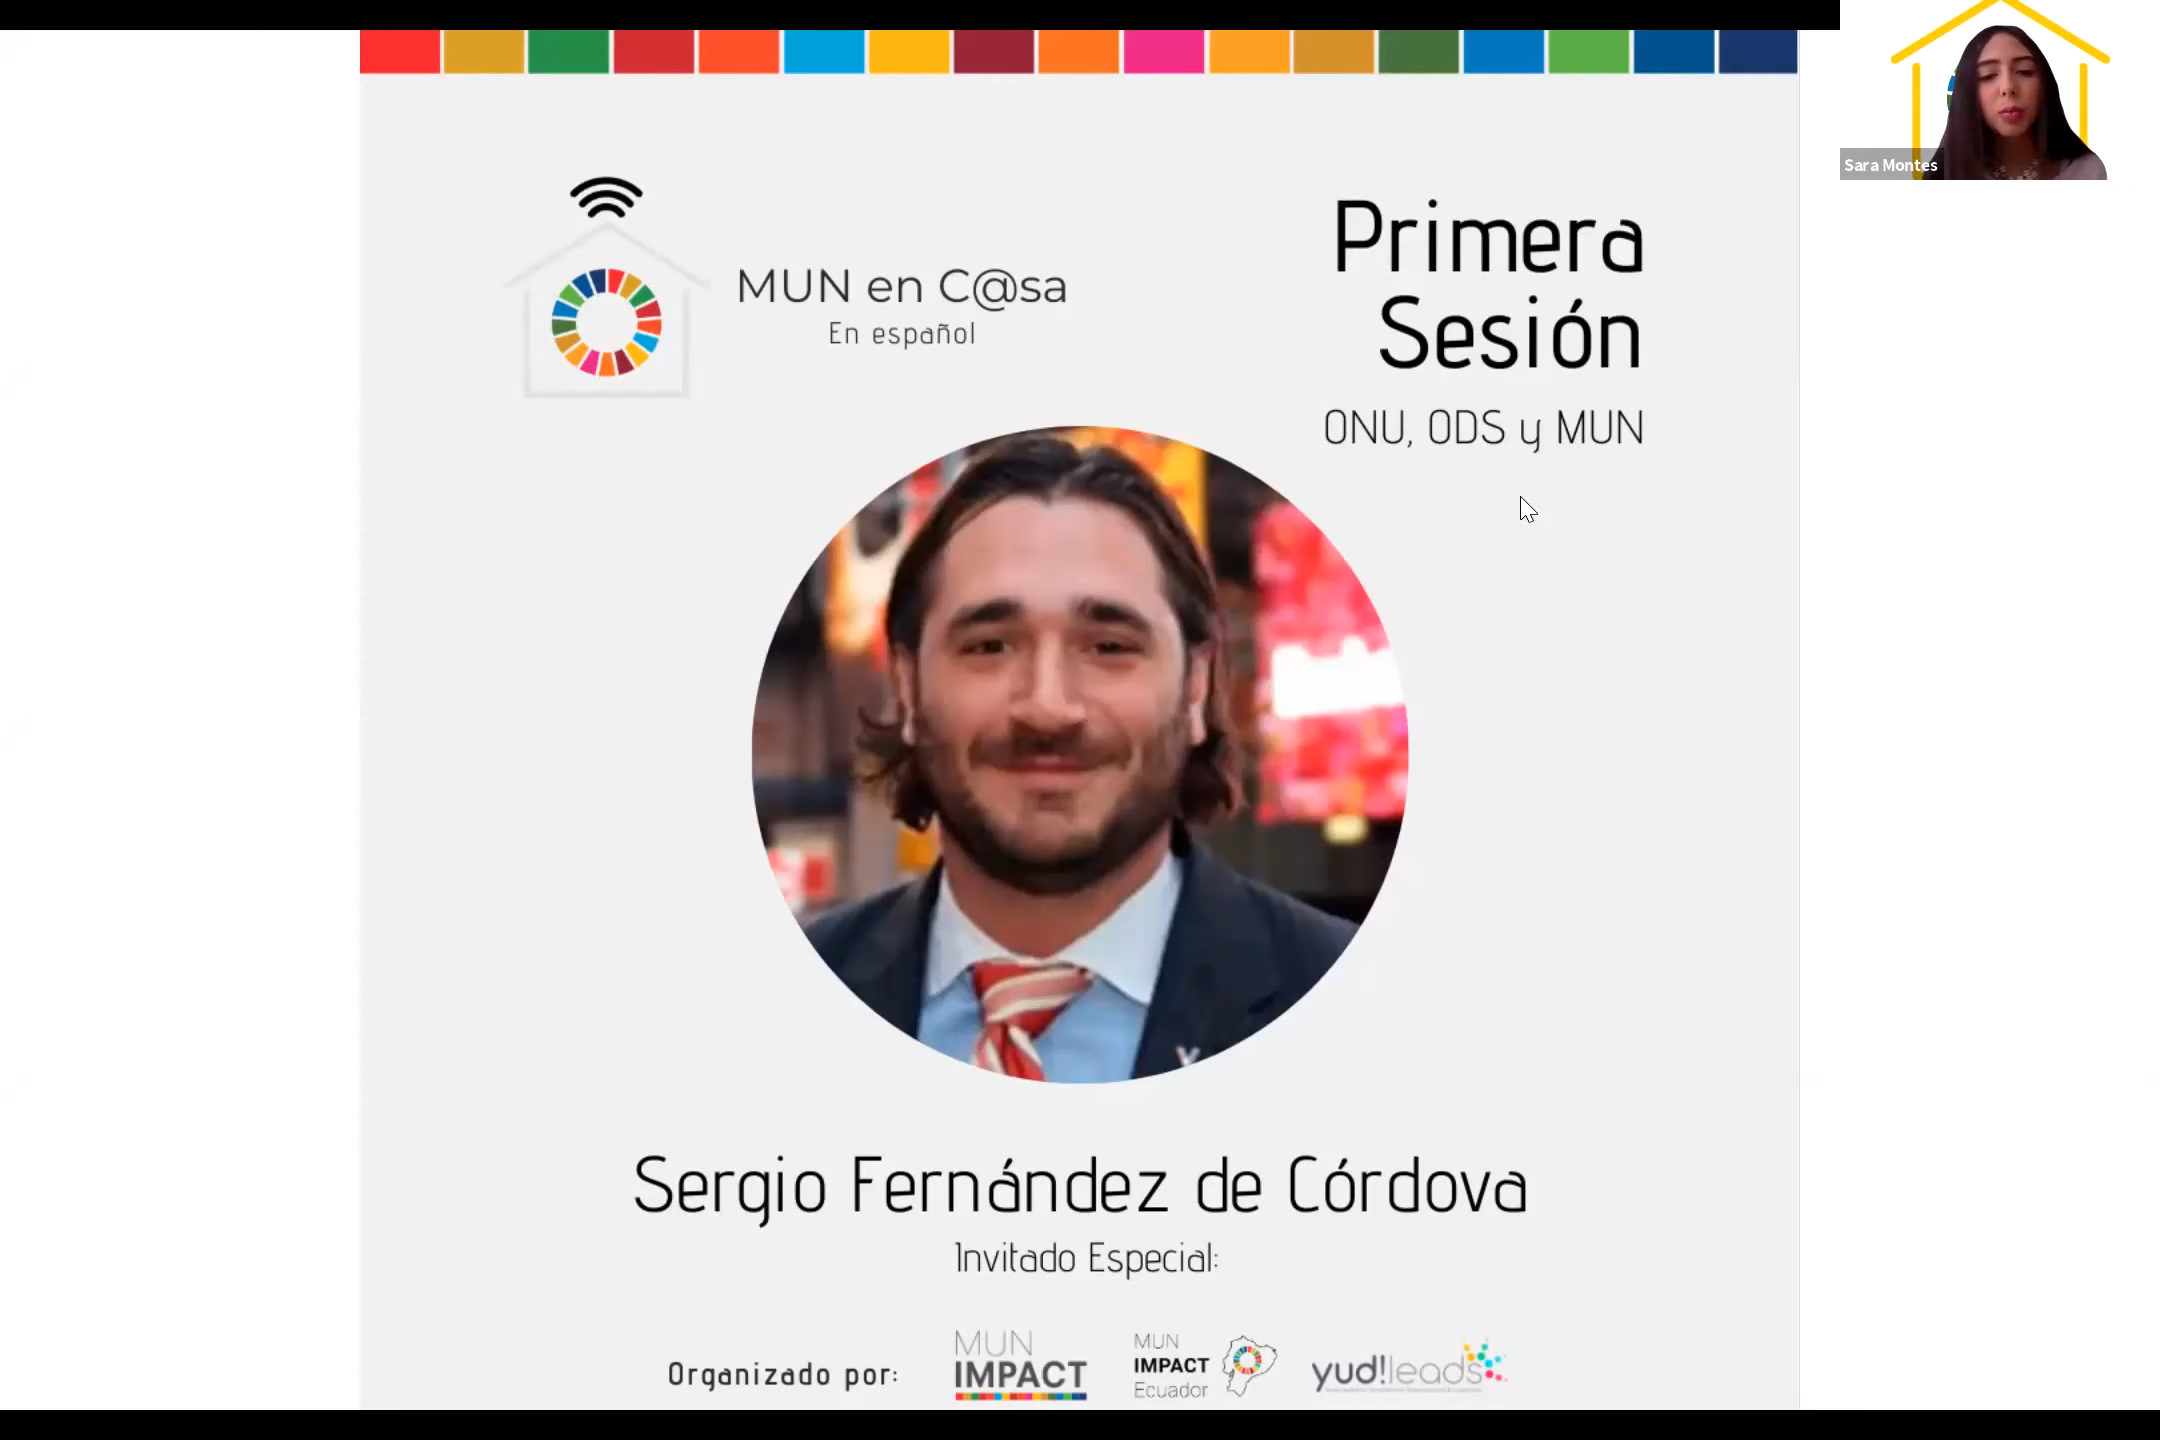 Sara Montes
MUN en C@sa
En español
Primera
Sesión
ONU, ODS y MUN
Sergio Fernández de Córdova
Invitado Especial:
Organizado por:
MUN
IMPACT
MUN
IMPACT
Ecuador
yud!leads